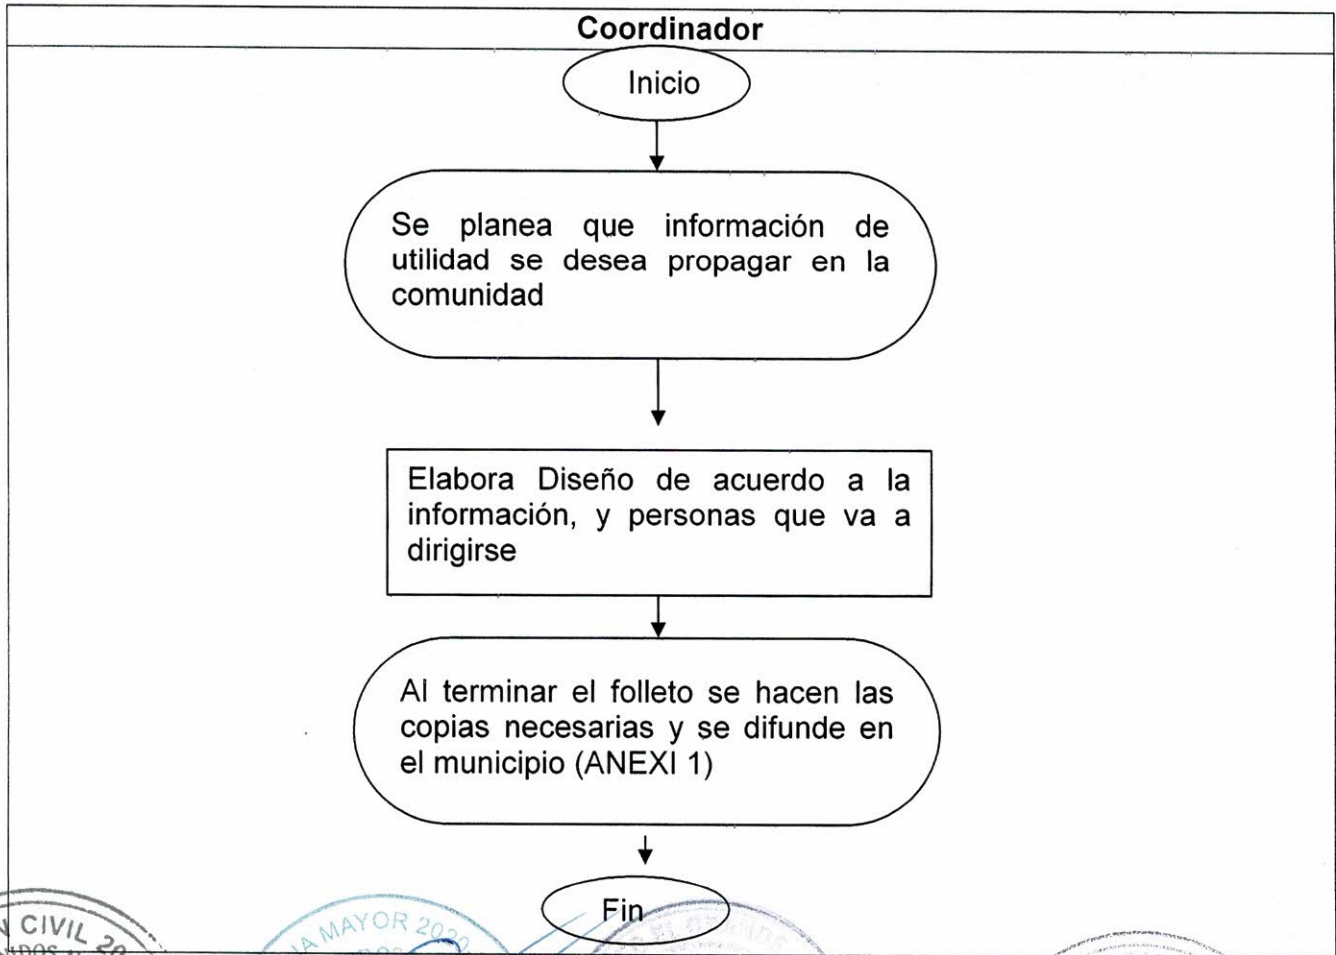 Coordinador
Inicio
Se planea que información de
utilidad se desea propagar en la
comunidad
Elabora Diseño de acuerdo a la
información, y personas que va a
dirigirse
Al terminar el folleto se hacen las
copias necesarias y se difunde en
el municipio (ANEXI 1)
Fin
CIVIL
MAYOR 2020